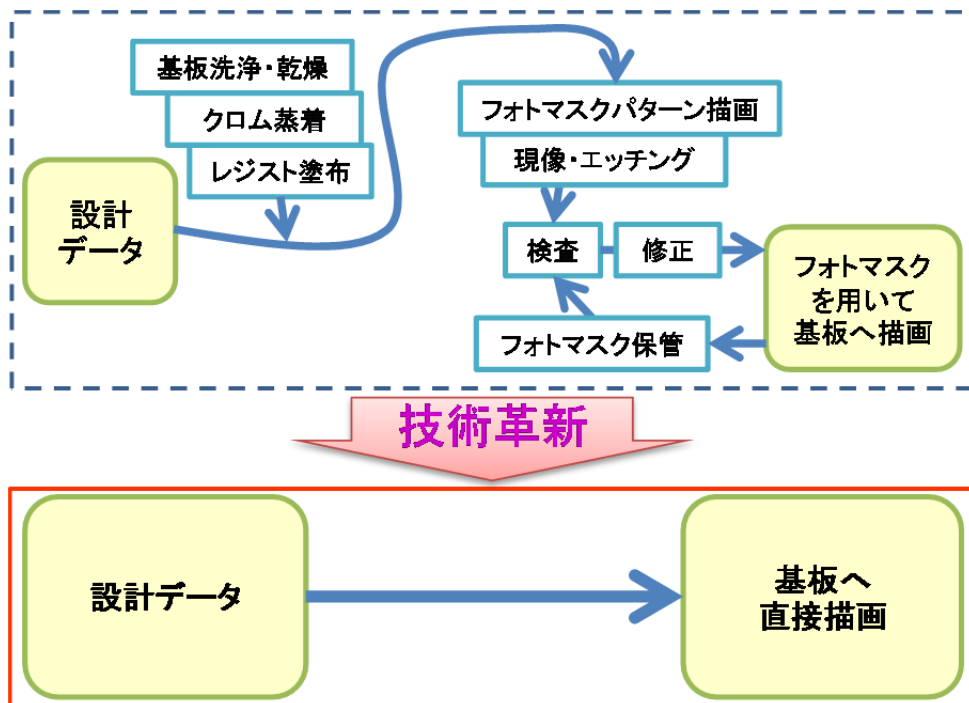 基板洗浄・乾燥
クロム蒸着
レジスト塗布
設計
データ
フォトマスクパターン描画
現像・エッチング
検査
修正
フォトマスク
を用いて
基板へ描画
フォトマスク保管
技術革新
設計データ
基板へ
直接描画